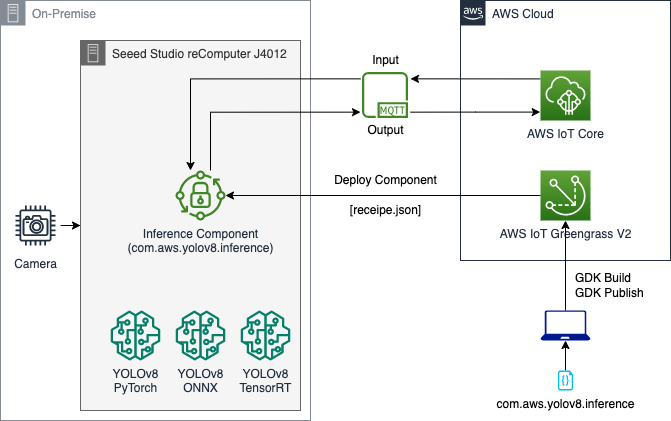 On-Premise
aws
AWS Cloud
Seeed Studio reComputer J4012
Input
MQTT
Output
AWS IoT Core
Deploy Component
[receipe.json]
Inference Component
(com.aws.yolov8.inference)
AWS IoT Greengrass V2
Camera
GDK Build
GDK Publish
YOLOv8
PyTorch
YOLOv8
ONNX
YOLOv8
TensorRT
{}
com.aws.yolov8.inference